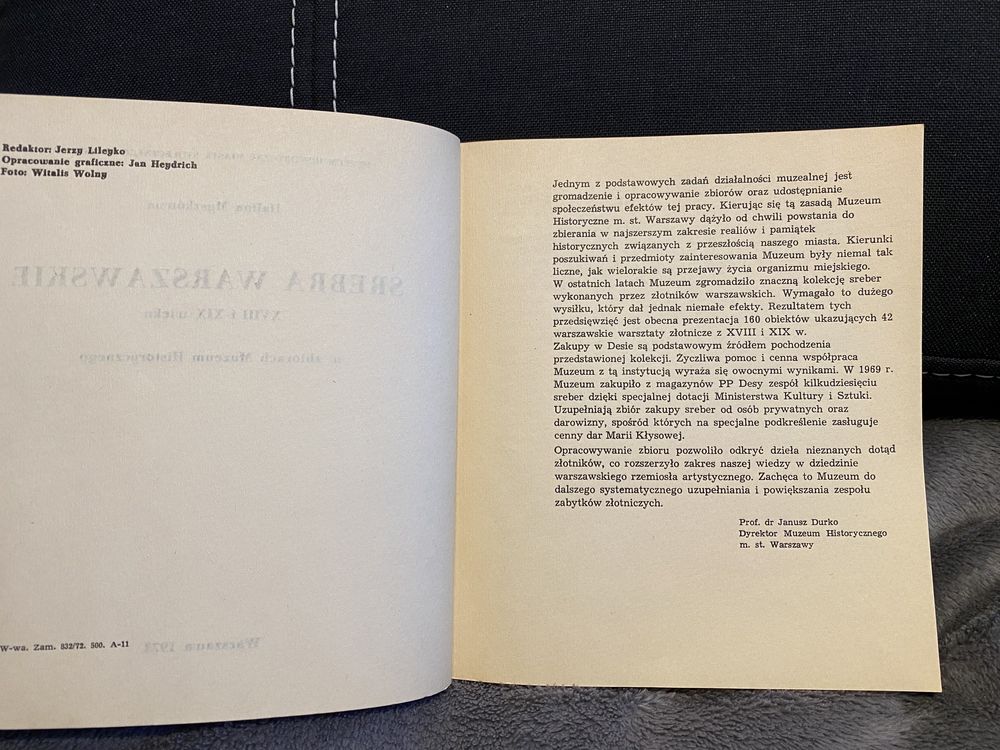 Redaktor: Jerzy Lileyko
Opracowanie graficzne: Jan Heydrich
Foto: Witalis Wolny
Halina
SREBRA WARSZAWSKIE
XVIII i XIX wieku
w zbiorach Muzeum Historycznego
W-wa. Zam. 832/72. 500. A-11
Warszawa
Jednym z podstawowych zadań działalności muzealnej jest
gromadzenie i opracowywanie zbiorów oraz udostępnianie
społeczeństwu efektów tej pracy. Kierując się tą zasadą Muzeum
Historyczne m. st. Warszawy dążyło od chwili powstania do
zbierania w najszerszym zakresie realiów i pamiątek
historycznych związanych z przeszłością naszego miasta. Kierunki
poszukiwań i przedmioty zainteresowania Muzeum były niemal tak
liczne, jak wielorakie są przejawy życia organizmu miejskiego.
W ostatnich latach Muzeum zgromadziło znaczną kolekcję sreber
wykonanych przez złotników warszawskich. Wymagało to dużego
wysiłku, który dał jednak niemałe efekty. Rezultatem tych
przedsięwzięć jest obecna prezentacja 160 obiektów ukazujących 42
warszawskie warsztaty złotnicze z XVIII i XIX w.
Zakupy w Desie są podstawowym źródłem pochodzenia
przedstawionej kolekcji. Życzliwa pomoc i cenna współpraca
Muzeum z tą instytucją wyraża się owocnymi wynikami. W 1969 r.
Muzeum zakupiło z magazynów PP Desy zespół kilkudziesięciu
sreber dzięki specjalnej dotacji Ministerstwa Kultury i Sztuki.
Uzupełniają zbiór zakupy sreber od osób prywatnych oraz
darowizny, spośród których na specjalne podkreślenie zasługuje
cenny dar Marii Kłysowej.
Opracowywanie zbioru pozwoliło odkryć dzieła nieznanych dotąd
złotników, co rozszerzyło zakres naszej wiedzy w dziedzinie
warszawskiego rzemiosła artystycznego. Zachęca to Muzeum do
dalszego systematycznego uzupełniania i powiększania zespołu
zabytków złotniczych.
Prof. dr Janusz Durko
Dyrektor Muzeum Historycznego
m. st. Warszawy